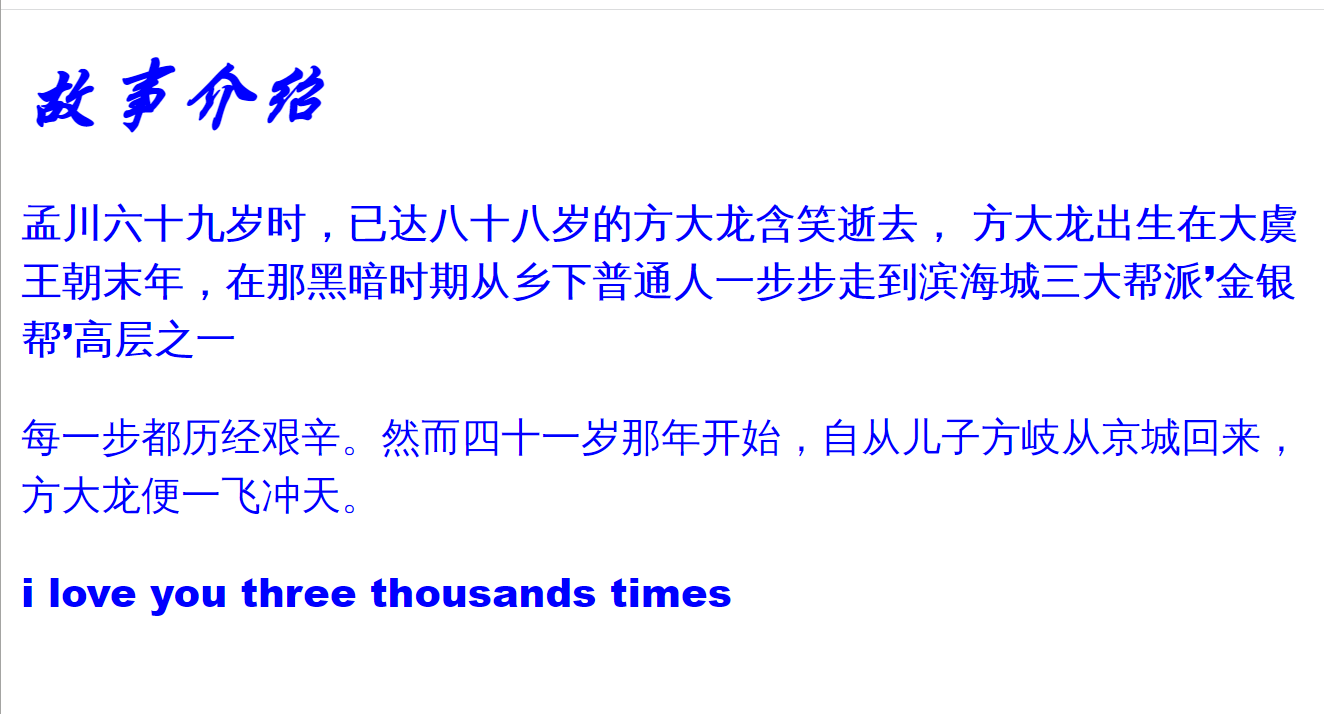 故事介绍
孟川六十九岁时，已达八十八岁的方大龙含笑逝去， 方大龙出生在大虞
王朝末年，在那黑暗时期从乡下普通人一步步走到滨海城三大帮派’金银
帮’高层之一
每一步都历经艰辛。然而四十一岁那年开始，自从儿子方岐从京城回来，
方大龙便一飞冲天。
i love you three thousands times